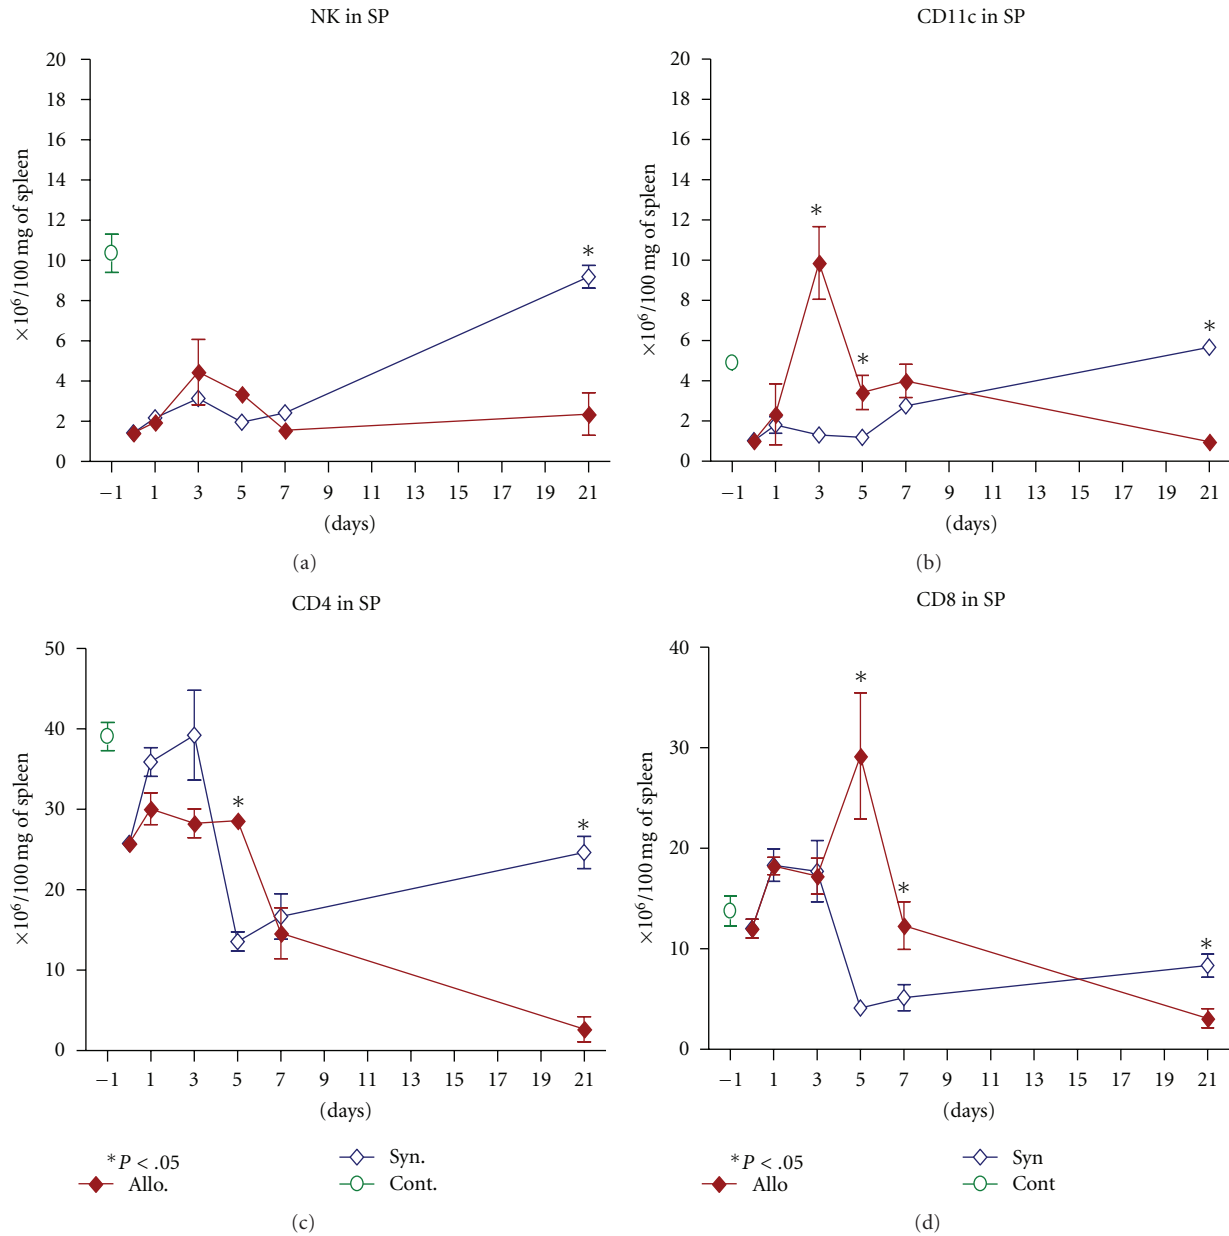 NK in SP
20
18
16
14
12
10
8
6
4
2
0
×10⁶/100 mg of spleen
*
−1 1 3 5 7 9 11 13 15 17 19 21
(days)
(a)
CD11c in SP
20
18
16
14
12
10
8
6
4
2
0
×10⁶/100 mg of spleen
*
*
*
−1 1 3 5 7 9 11 13 15 17 19 21
(days)
(b)
CD4 in SP
50
40
30
20
10
0
×10⁶/100 mg of spleen
*
*
−1 1 3 5 7 9 11 13 15 17 19 21
(days)
*P < .05
Allo.
Syn.
Cont.
(c)
CD8 in SP
40
30
20
10
0
×10⁶/100 mg of spleen
*
*
*
−1 1 3 5 7 9 11 13 15 17 19 21
(days)
*P < .05
Allo
Syn
Cont
(d)